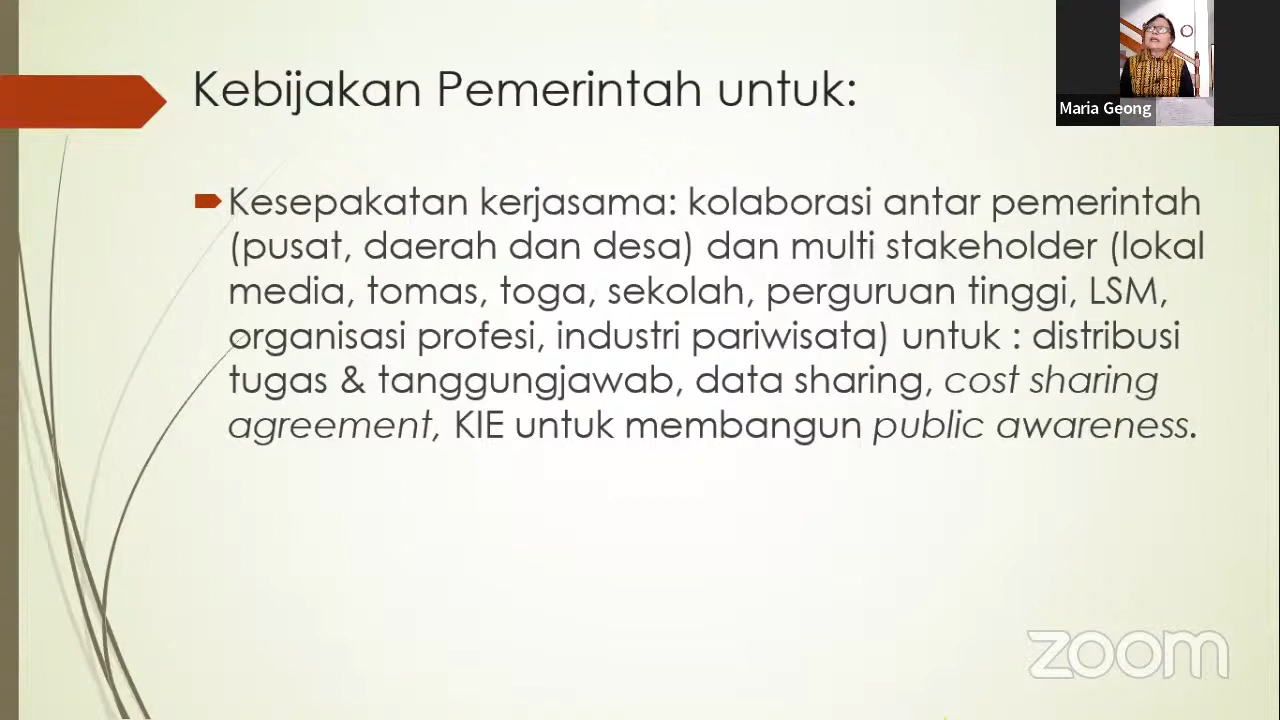 Kebijakan Pemerintah untuk:
Maria Geong
Kesepakatan kerjasama: kolaborasi antar pemerintah
(pusat, daerah dan desa) dan multi stakeholder (lokal
media, tomas, toga, sekolah, perguruan tinggi, LSM,
organisasi profesi, industri pariwisata) untuk : distribusi
tugas & tanggungjawab, data sharing, cost sharing
agreement, KIE untuk membangun public awareness.
zoom